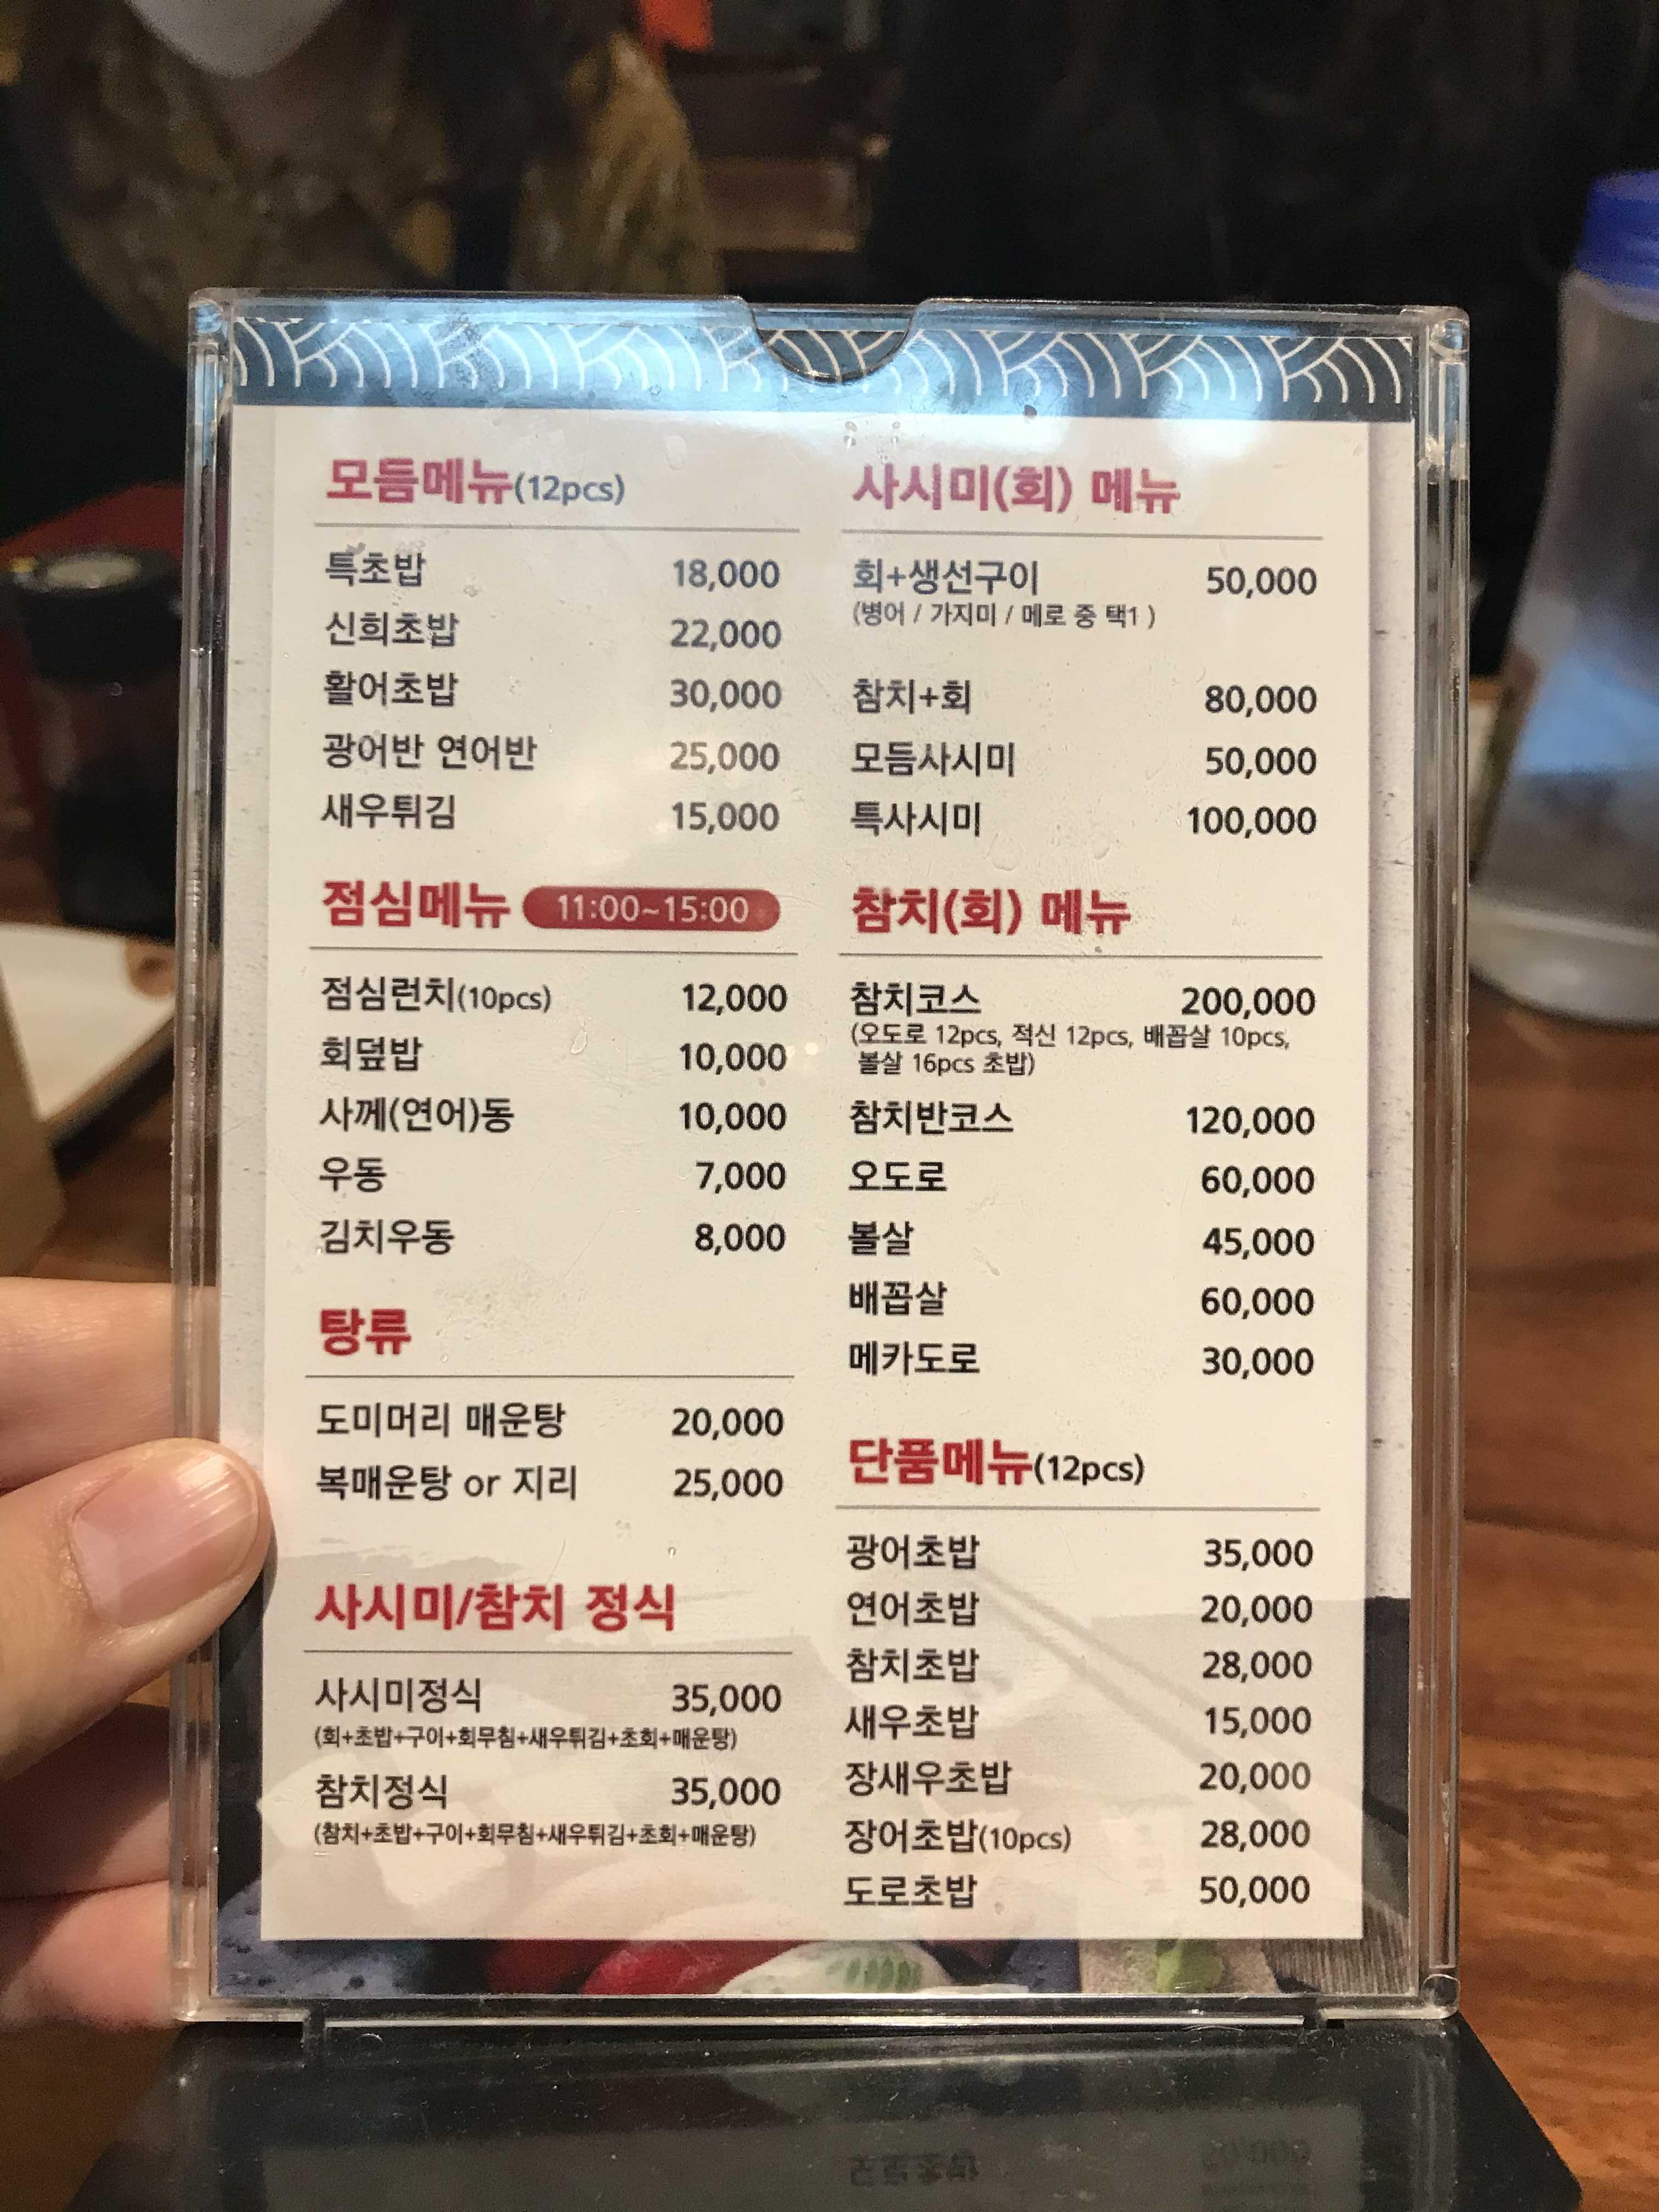 모듬메뉴(12pcs)
특초밥 18,000
신희초밥 22,000
활어초밥 30,000
광어반 연어반 25,000
새우튀김 15,000
점심메뉴 11:00~15:00
점심런치(10pcs) 12,000
회덮밥 10,000
사께(연어)동 10,000
우동 7,000
김치우동 8,000
탕류
도미머리 매운탕 20,000
복매운탕 or 지리 25,000
사시미/참치 정식
사시미정식 35,000
(회+초밥+구이+회무침+새우튀김+초회+매운탕)
참치정식 35,000
(참치+초밥+구이+회무침+새우튀김+초회+매운탕)
사시미(회) 메뉴
회+생선구이 50,000
(병어 / 가지미 / 메로 중 택1 )
참치+회 80,000
모듬사시미 50,000
특사시미 100,000
참치(회) 메뉴
참치코스 200,000
(오도로 12pcs, 적신 12pcs, 배꼽살 10pcs,
볼살 16pcs 초밥)
참치반코스 120,000
오도로 60,000
볼살 45,000
배꼽살 60,000
메카도로 30,000
단품메뉴(12pcs)
광어초밥 35,000
연어초밥 20,000
참치초밥 28,000
새우초밥 15,000
장새우초밥 20,000
장어초밥(10pcs) 28,000
도로초밥 50,000